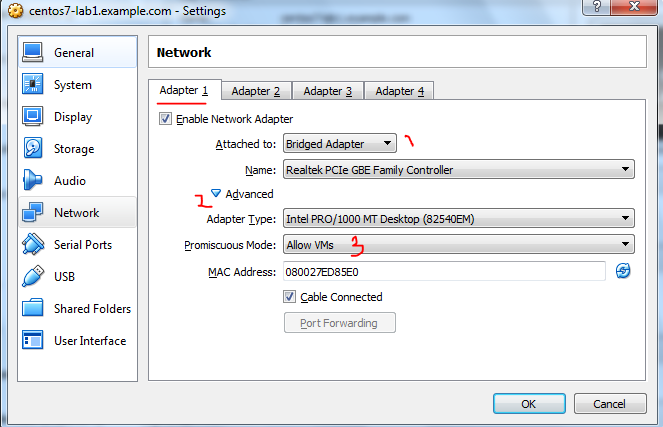 centos7-lab1.example.com - Settings
General
System
Display
Storage
Audio
Network
Serial Ports
USB
Shared Folders
User Interface
Network
Adapter 1 Adapter 2 Adapter 3 Adapter 4
Enable Network Adapter
Attached to: Bridged Adapter 1
Name: Realtek PCIe GBE Family Controller
2 Advanced
Adapter Type: Intel PRO/1000 MT Desktop (82540EM)
Promiscuous Mode: Allow VMs 3
MAC Address: 080027ED85E0
Cable Connected
Port Forwarding
OK Cancel